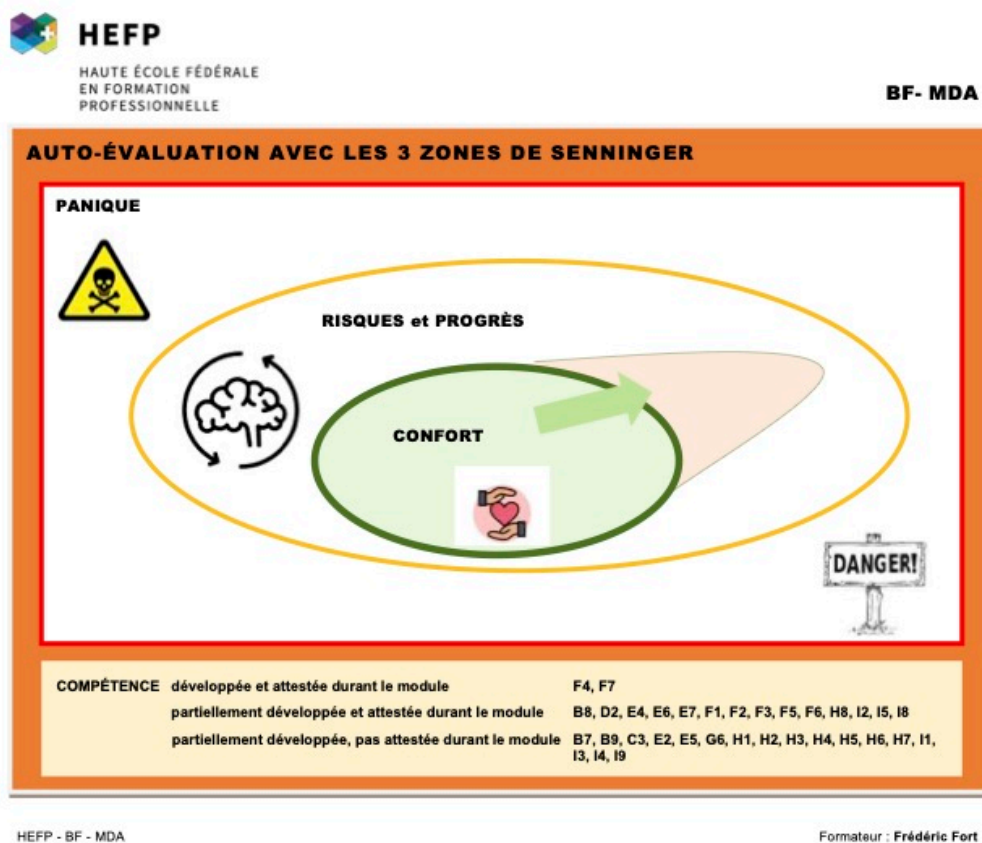 HEFP
HAUTE ÉCOLE FÉDÉRALE
EN FORMATION
PROFESSIONNELLE
BF- MDA
AUTO-ÉVALUATION AVEC LES 3 ZONES DE SENNINGER
PANIQUE
RISQUES et PROGRÈS
CONFORT
DANGER!
COMPÉTENCE développée et attestée durant le module F4, F7
partiellement développée et attestée durant le module B8, D2, E4, E6, E7, F1, F2, F3, F5, F6, H8, I2, I5, I8
partiellement développée, pas attestée durant le module B7, B9, C3, E2, E5, G6, H1, H2, H3, H4, H5, H6, H7, I1,
I3, I4, I9
HEFP - BF - MDA Formateur : Frédéric Fort